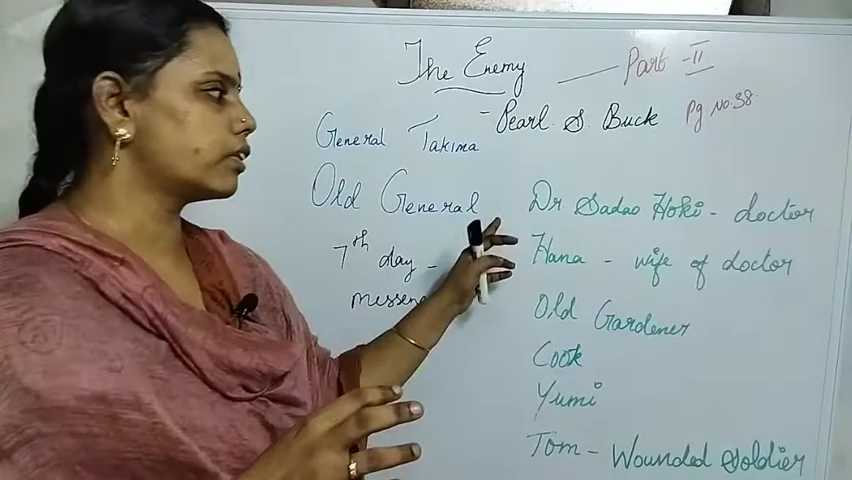 The Enemy — Part - II
- Pearl. S. Buck Pg. No. 38.
General Takima
Old General
7th day -
Dr Sadao Hoki - doctor
Hana - wife of doctor
Old Gardener
Cook
Yumi
Tom - Wounded soldier